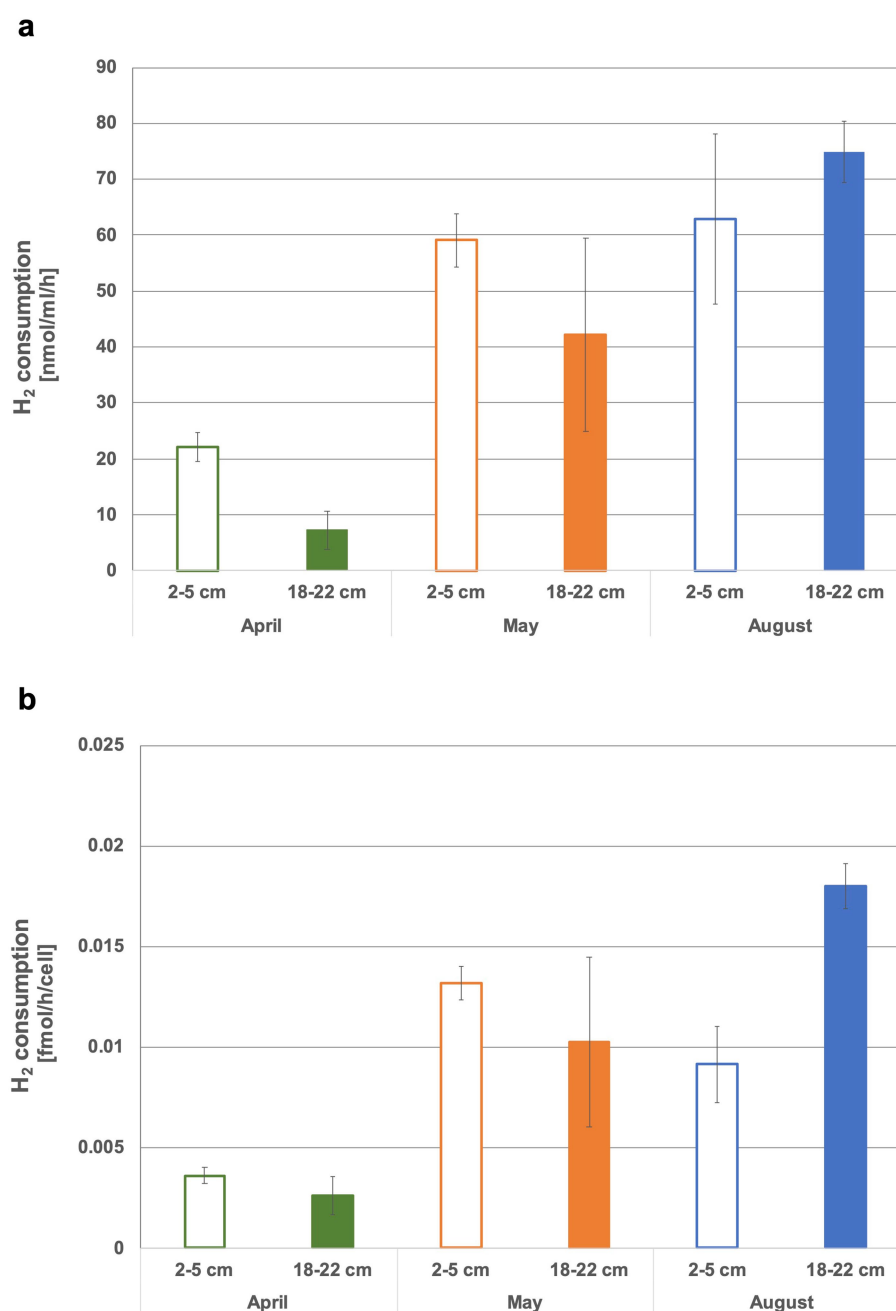 a
90
80
70
60
50
40
30
20
10
0
H₂ consumption
[nmol/ml/h]
2-5 cm 18-22 cm 2-5 cm 18-22 cm 2-5 cm 18-22 cm
April May August
b
0.025
0.02
0.015
0.01
0.005
0
H₂ consumption
[fmol/h/cell]
2-5 cm 18-22 cm 2-5 cm 18-22 cm 2-5 cm 18-22 cm
April May August